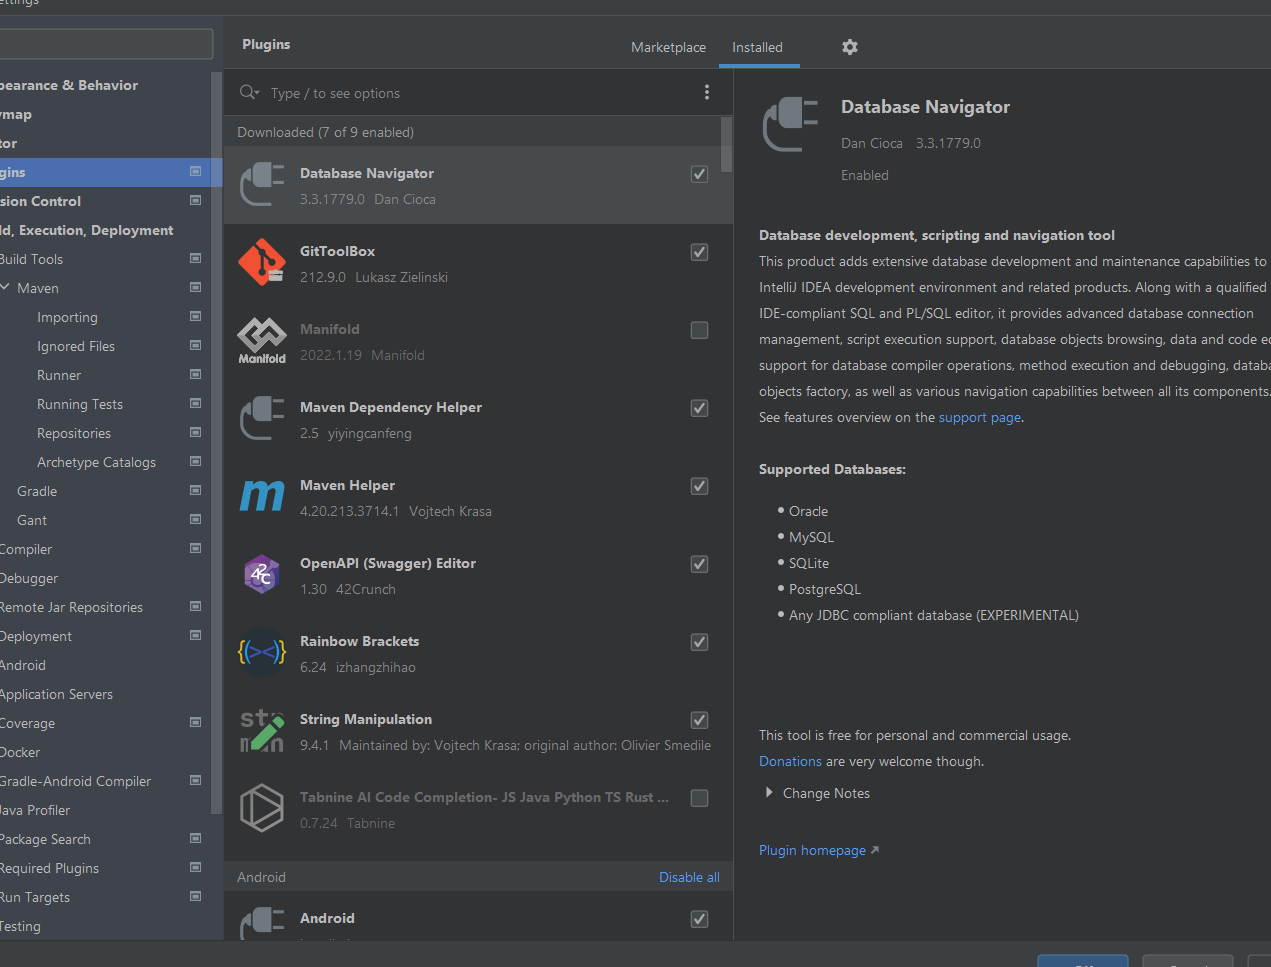 Plugins
Marketplace
Installed
Type / to see options
Downloaded (7 of 9 enabled)
Database Navigator
3.3.1779.0 Dan Cioca
GitToolBox
212.9.0 Lukasz Zielinski
Manifold
Manifold
2022.1.19 Manifold
Maven Dependency Helper
2.5 yiyingcanfeng
m
Maven Helper
4.20.213.3714.1 Vojtech Krasa
42c
OpenAPI (Swagger) Editor
1.30 42Crunch
{(><)}
Rainbow Brackets
6.24 izhangzhihao
String Manipulation
9.4.1 Maintained by: Vojtech Krasa; original author: Olivier Smedile
Tabnine AI Code Completion- JS Java Python TS Rust ...
0.7.24 Tabnine
Android
Disable all
Android
pearance & Behavior
ymap
tor
gins
sion Control
ld, Execution, Deployment
Build Tools
Maven
Importing
Ignored Files
Runner
Running Tests
Repositories
Archetype Catalogs
Gradle
Gant
Compiler
Debugger
Remote Jar Repositories
Deployment
Android
Application Servers
Coverage
Docker
Gradle-Android Compiler
Java Profiler
Package Search
Required Plugins
Run Targets
Testing
Database Navigator
Dan Cioca 3.3.1779.0
Enabled
Database development, scripting and navigation tool
This product adds extensive database development and maintenance capabilities to
IntelliJ IDEA development environment and related products. Along with a qualified
IDE-compliant SQL and PL/SQL editor, it provides advanced database connection
management, script execution support, database objects browsing, data and code e
support for database compiler operations, method execution and debugging, databa
objects factory, as well as various navigation capabilities between all its components.
See features overview on the support page.
Supported Databases:
• Oracle
• MySQL
• SQLite
• PostgreSQL
• Any JDBC compliant database (EXPERIMENTAL)
This tool is free for personal and commercial usage.
Donations are very welcome though.
Change Notes
Plugin homepage